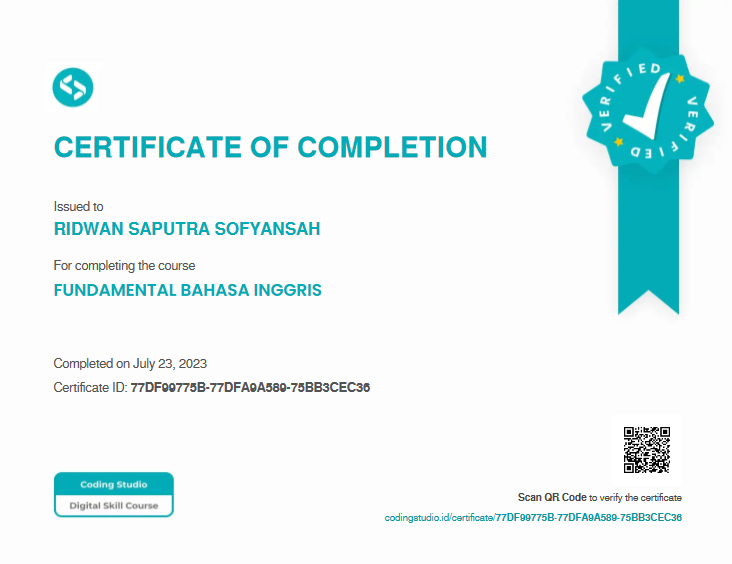 VERIFIED
VERIFIED
CERTIFICATE OF COMPLETION
Issued to
RIDWAN SAPUTRA SOFYANSAH
For completing the course
FUNDAMENTAL BAHASA INGGRIS
Completed on July 23, 2023
Certificate ID: 77DF99775B-77DFA9A589-75BB3CEC36
Coding Studio
Digital Skill Course
Scan QR Code to verify the certificate
codingstudio.id/certificate/77DF99775B-77DFA9A589-75BB3CEC36